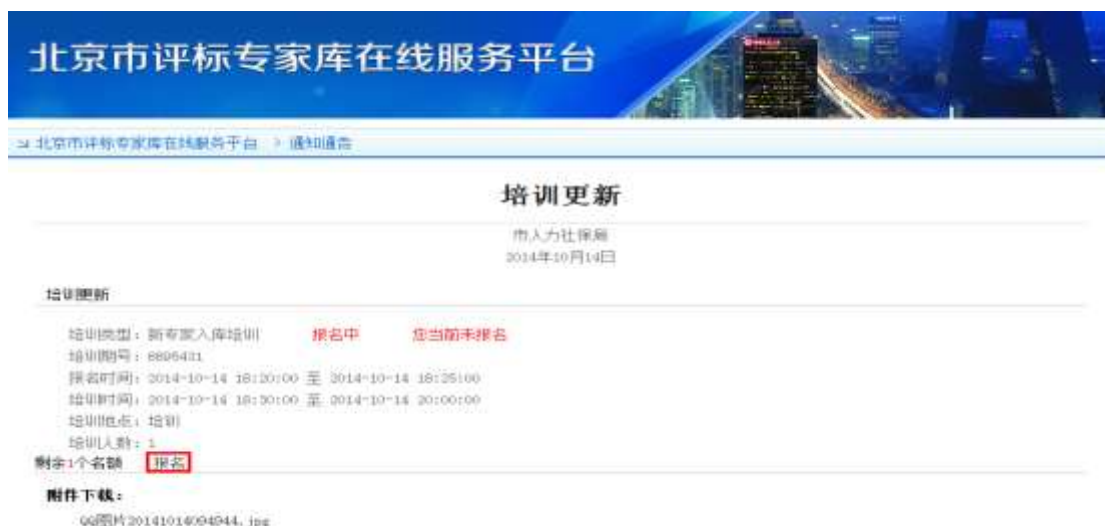 北京市评标专家库在线服务平台
北京市评标专家库在线服务平台 > 通知通告
培训更新
市人力社保局
2014年10月14日
培训更新
培训类型：新专家入库培训 报名中 您当前未报名
培训期号：6895431
报名时间：2014-10-14 18:20:00 至 2014-10-14 18:25:00
培训时间：2014-10-14 18:30:00 至 2014-10-14 20:00:00
培训地点：培训
培训人数：1
剩余1个名额 报名
附件下载：
QQ图片20141014094944.jpg